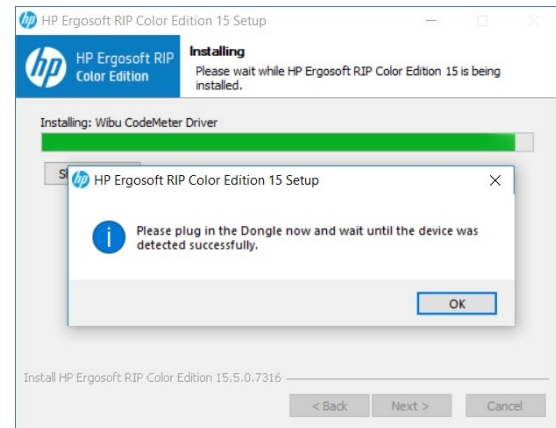 HP Ergosoft RIP Color Edition 15 Setup
hp
HP Ergosoft RIP
Color Edition
Installing
Please wait while HP Ergosoft RIP Color Edition 15 is being
installed.
Installing: Wibu CodeMeter Driver
HP Ergosoft RIP Color Edition 15 Setup
Please plug in the Dongle now and wait until the device was
detected successfully.
OK
Install HP Ergosoft RIP Color Edition 15.5.0.7316
< Back Next > Cancel